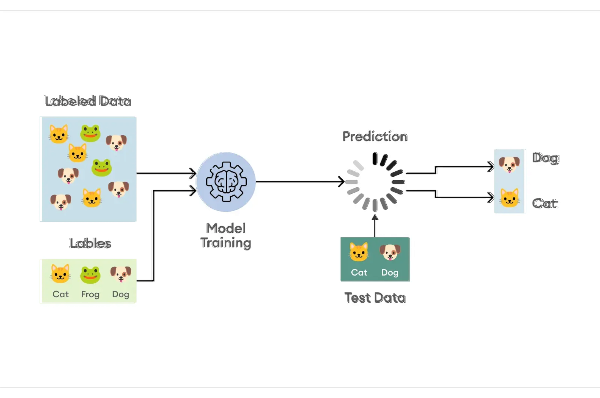 Labeled Data
Prediction
Dog
Cat
Model
Training
Lables
Cat Frog Dog
Cat Dog
Test Data